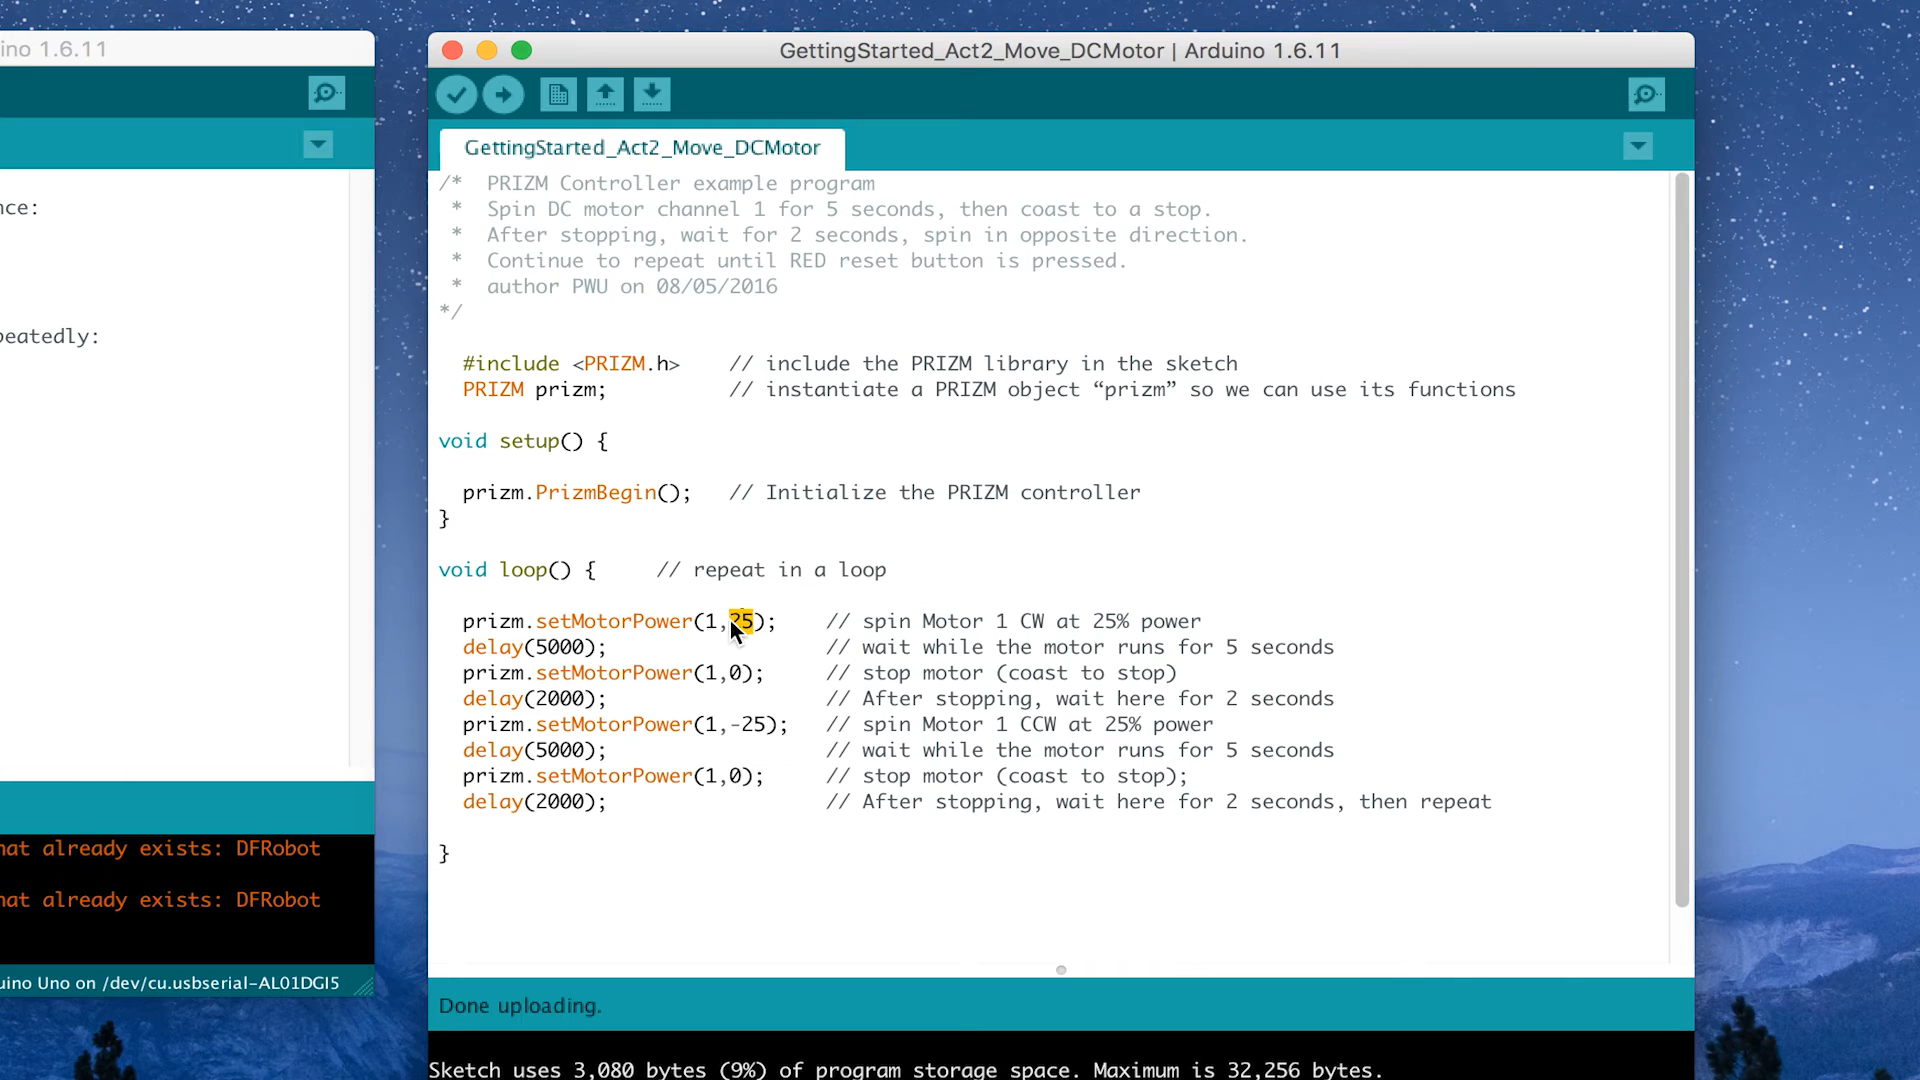 ino 1.6.11
nce:
peatedly:
hat already exists: DFRobot
hat already exists: DFRobot
uino Uno on /dev/cu.usbserial-AL01DGI5
GettingStarted_Act2_Move_DCMotor | Arduino 1.6.11
GettingStarted_Act2_Move_DCMotor
/*  PRIZM Controller example program
 *  Spin DC motor channel 1 for 5 seconds, then coast to a stop.
 *  After stopping, wait for 2 seconds, spin in opposite direction.
 *  Continue to repeat until RED reset button is pressed.
 *  author PWU on 08/05/2016
*/
#include <PRIZM.h>    // include the PRIZM library in the sketch
PRIZM prizm;          // instantiate a PRIZM object “prizm” so we can use its functions
void setup() {
prizm.PrizmBegin();   // Initialize the PRIZM controller
}
void loop() {     // repeat in a loop
prizm.setMotorPower(1,25);    // spin Motor 1 CW at 25% power
delay(5000);                  // wait while the motor runs for 5 seconds
prizm.setMotorPower(1,0);     // stop motor (coast to stop)
delay(2000);                  // After stopping, wait here for 2 seconds
prizm.setMotorPower(1,-25);   // spin Motor 1 CCW at 25% power
delay(5000);                  // wait while the motor runs for 5 seconds
prizm.setMotorPower(1,0);     // stop motor (coast to stop);
delay(2000);                  // After stopping, wait here for 2 seconds, then repeat
}
Done uploading.
Sketch uses 3,080 bytes (9%) of program storage space. Maximum is 32,256 bytes.